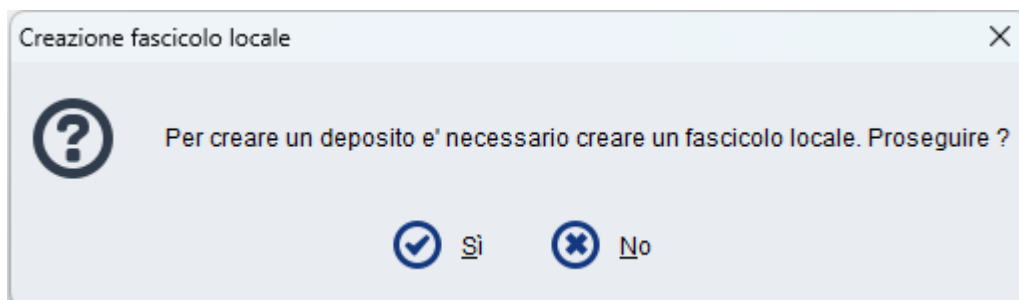 Creazione fascicolo locale
Per creare un deposito e' necessario creare un fascicolo locale. Proseguire ?
Sì
No